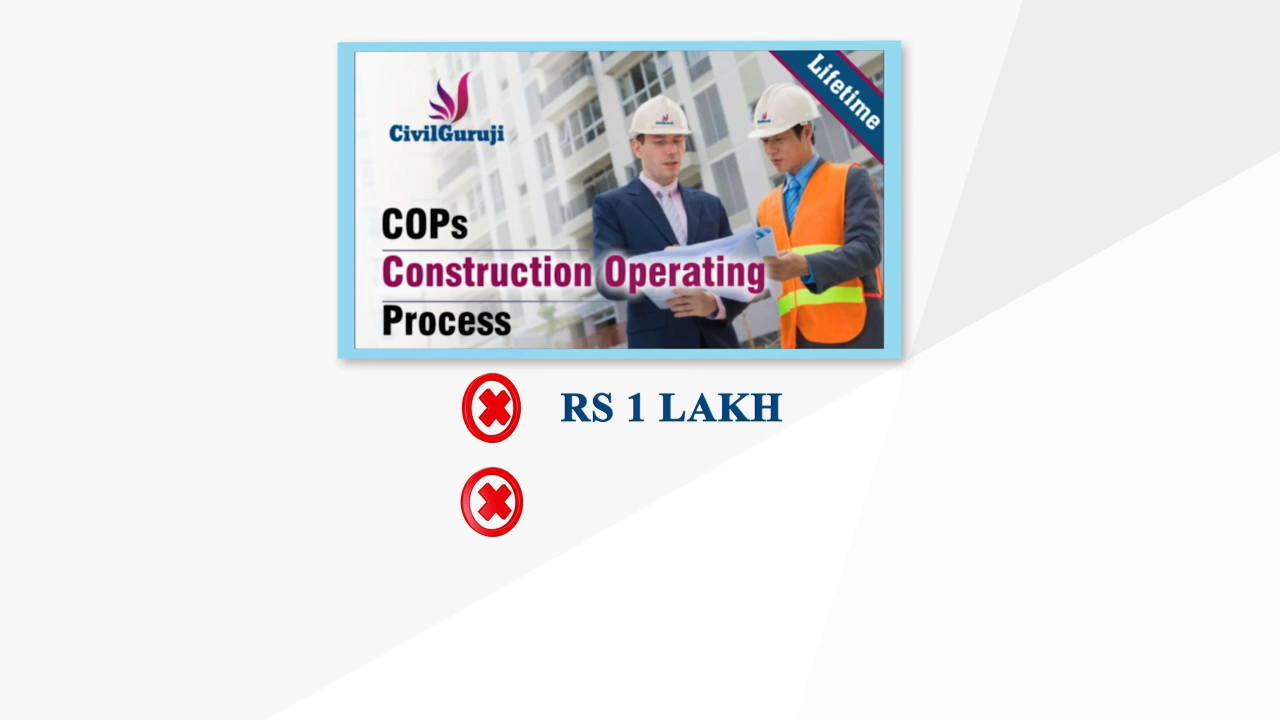 Lifetime
CivilGuruji
COPs
Construction Operating
Process
RS 1 LAKH